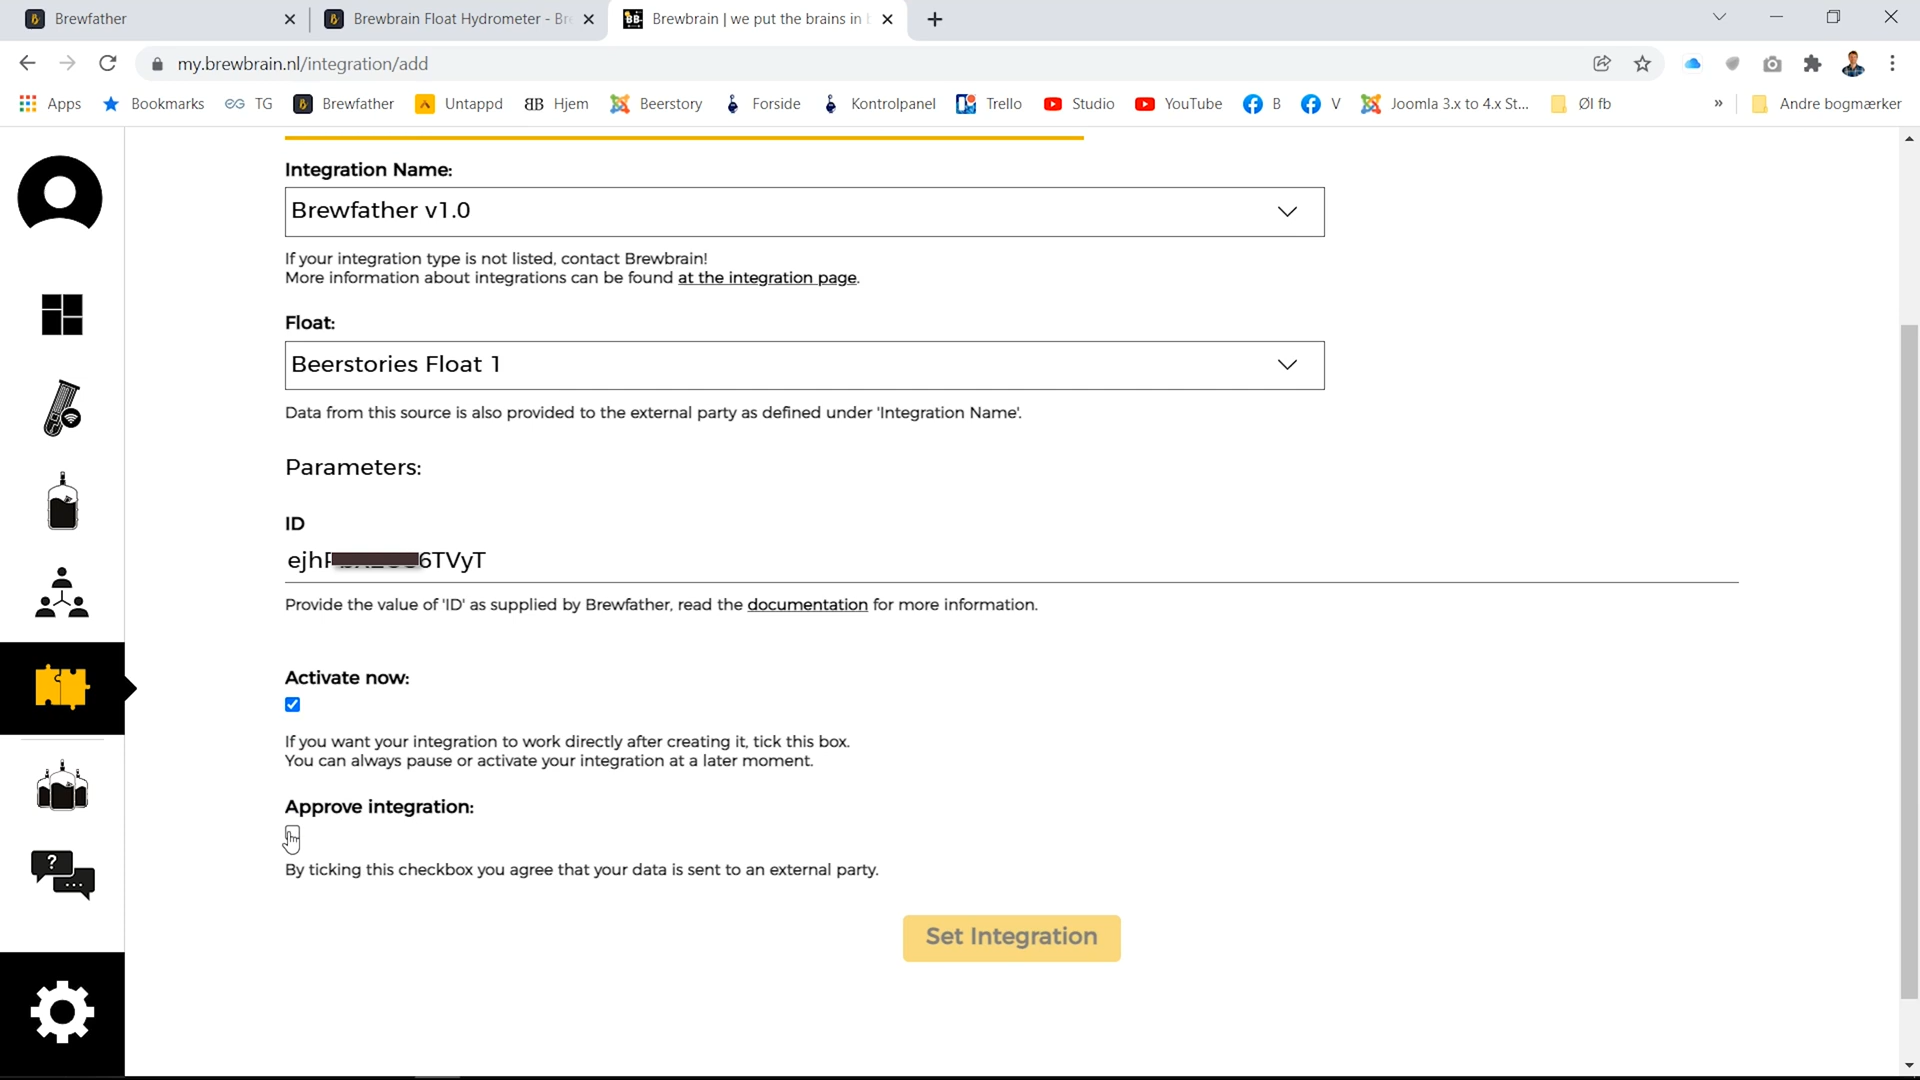 Brewfather
Brewbrain Float Hydrometer - Br
Brewbrain | we put the brains in b
my.brewbrain.nl/integration/add
Apps
Bookmarks
TG
Brewfather
Untappd
Hjem
Beerstory
Forside
Kontrolpanel
Trello
Studio
YouTube
B
V
Joomla 3.x to 4.x St...
Øl fb
»
Andre bogmærker
Integration Name:
Brewfather v1.0
If your integration type is not listed, contact Brewbrain!
More information about integrations can be found at the integration page.
Float:
Beerstories Float 1
Data from this source is also provided to the external party as defined under 'Integration Name'.
Parameters:
ID
6TVyT
Provide the value of 'ID' as supplied by Brewfather, read the documentation for more information.
Activate now:
If you want your integration to work directly after creating it, tick this box.
You can always pause or activate your integration at a later moment.
Approve integration:
By ticking this checkbox you agree that your data is sent to an external party.
Set Integration